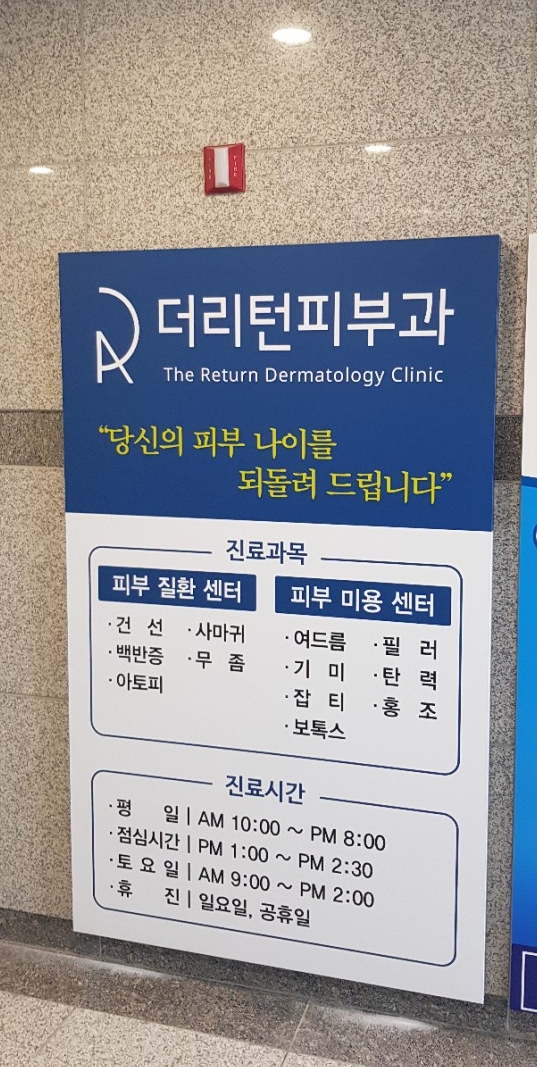 더리턴피부과
The Return Dermatology Clinic
“당신의 피부 나이를
되돌려 드립니다”
진료과목
피부 질환 센터
·건 선 ·사마귀
·백반증 ·무 좀
·아토피
피부 미용 센터
·여드름 ·필 러
·기 미 ·탄 력
·잡 티 ·홍 조
·보톡스
진료시간
·평 일 | AM 10:00 ~ PM 8:00
·점심시간 | PM 1:00 ~ PM 2:30
·토 요 일 | AM 9:00 ~ PM 2:00
·휴 진 | 일요일, 공휴일